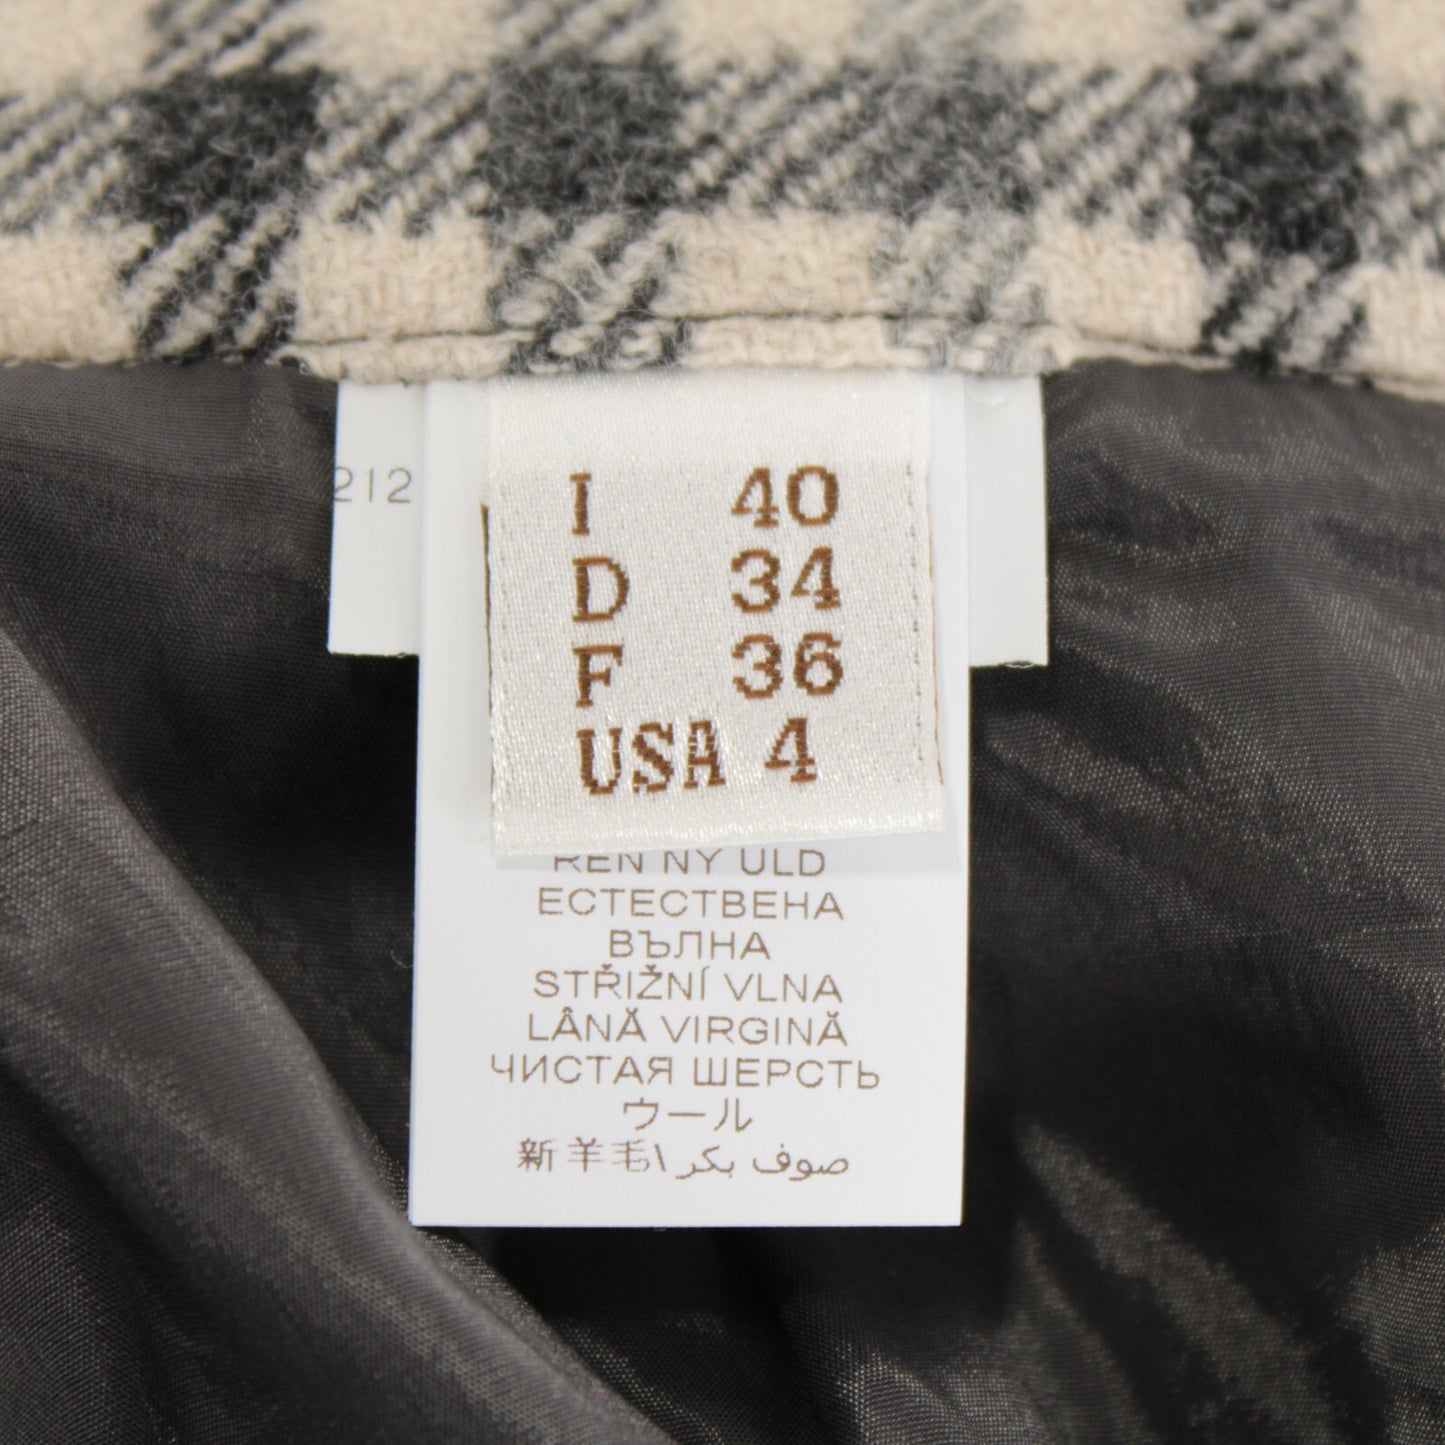 212
I 40
D 34
F 36
USA 4
REN NY ULD
ЕСТЕСТВЕНА
ВЪЛНА
STŘIŽNÍ VLNA
LÂNĂ VIRGINĂ
ЧИСТАЯ ШЕРСТЬ
ウール
新羊毛\ صوف بكر